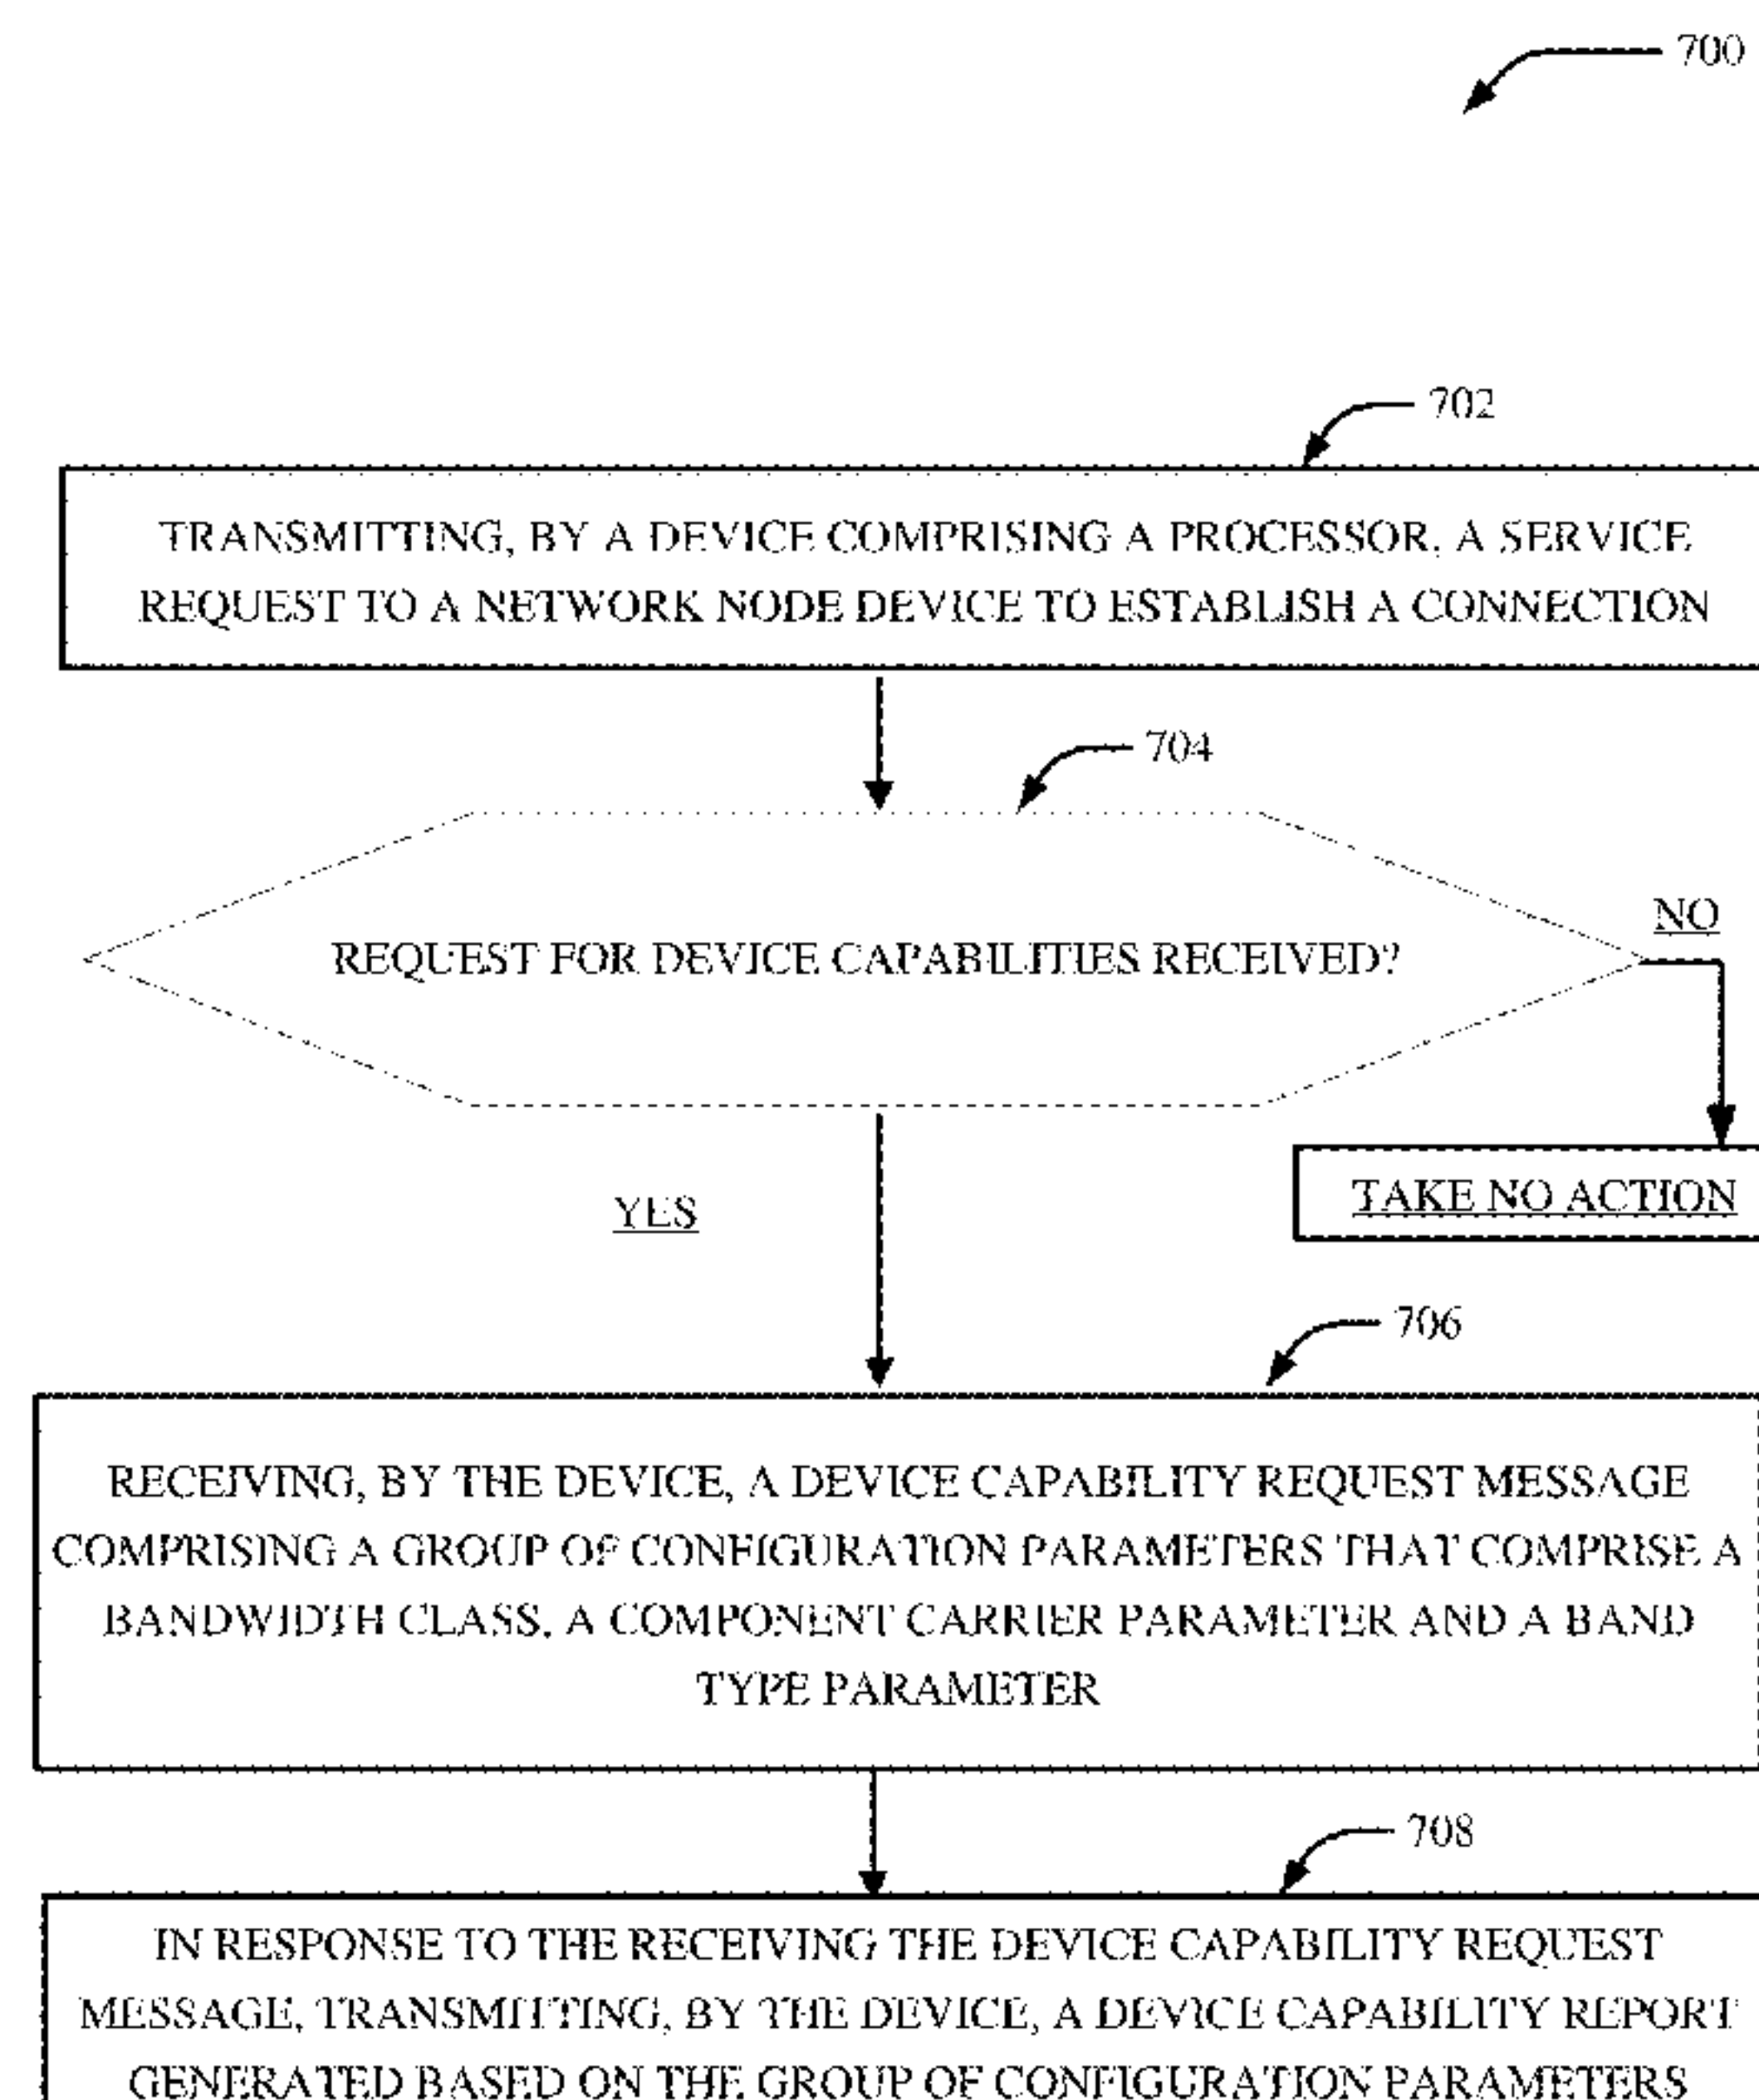 700
702
TRANSMITTING, BY A DEVICE COMPRISING A PROCESSOR, A SERVICE
REQUEST TO A NETWORK NODE DEVICE TO ESTABLISH A CONNECTION
704
REQUEST FOR DEVICE CAPABILITIES RECEIVED?
NO
TAKE NO ACTION
YES
706
RECEIVING, BY THE DEVICE, A DEVICE CAPABILITY REQUEST MESSAGE
COMPRISING A GROUP OF CONFIGURATION PARAMETERS THAT COMPRISE A
BANDWIDTH CLASS, A COMPONENT CARRIER PARAMETER AND A BAND
TYPE PARAMETER
708
IN RESPONSE TO THE RECEIVING THE DEVICE CAPABILITY REQUEST
MESSAGE, TRANSMITTING, BY THE DEVICE, A DEVICE CAPABILITY REPORT
GENERATED BASED ON THE GROUP OF CONFIGURATION PARAMETERS